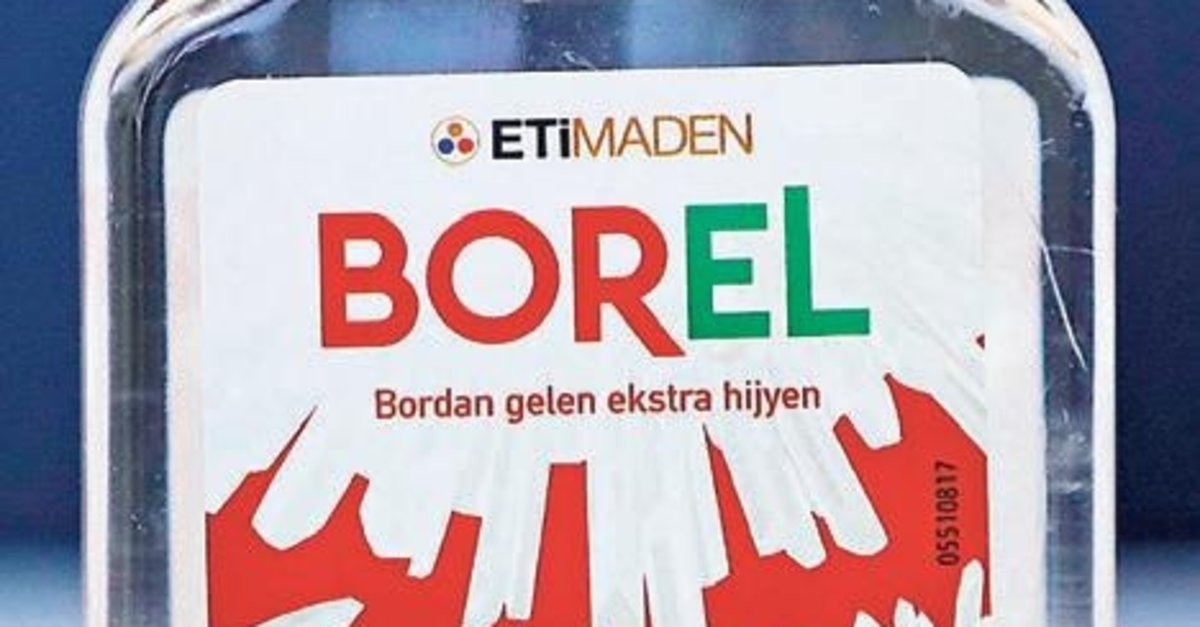 ETiMADEN
BOREL
Bordan gelen ekstra hijyen
05510817